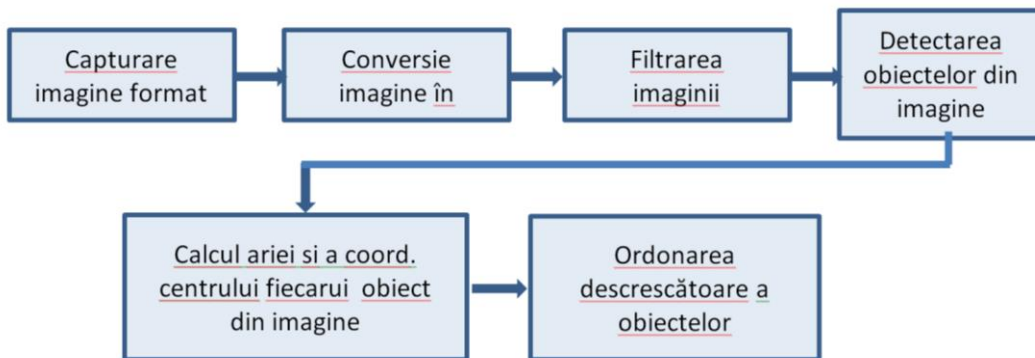 Capturare
imagine format
Conversie
imagine în
Filtrarea
imaginii
Detectarea
obiectelor din
imagine
Calcul ariei si a coord.
centrului fiecarui obiect
din imagine
Ordonarea
descrescătoare a
obiectelor